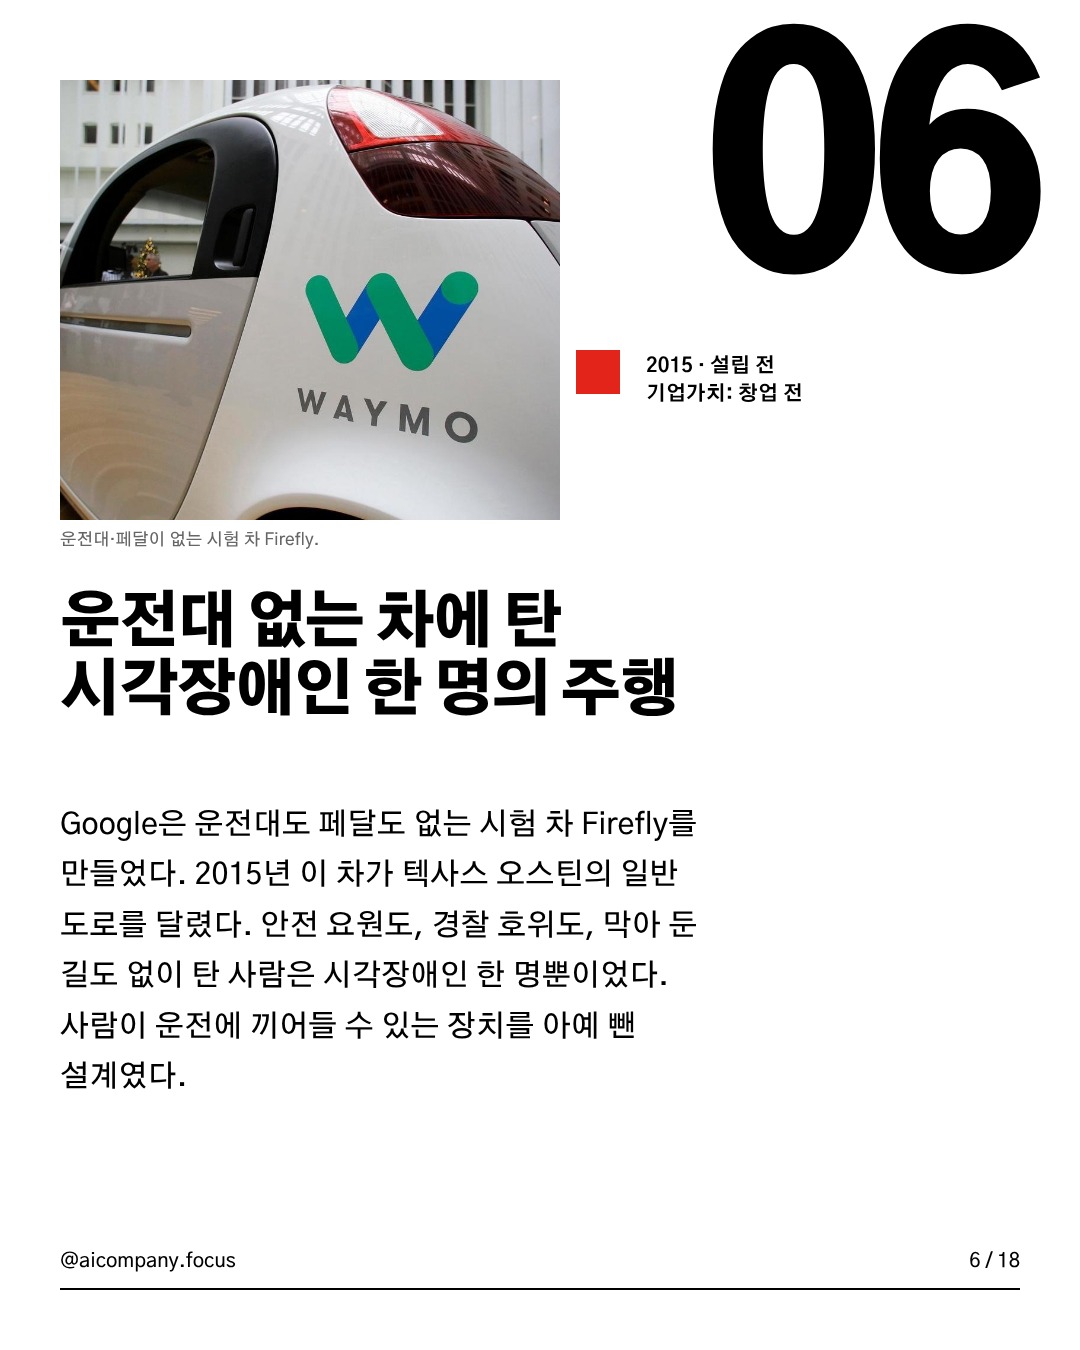 06
WAYMO
2015 · 설립 전
기업가치: 창업 전
운전대·페달이 없는 시험 차 Firefly.
운전대 없는 차에 탄
시각장애인 한 명의 주행
Google은 운전대도 페달도 없는 시험 차 Firefly를
만들었다. 2015년 이 차가 텍사스 오스틴의 일반
도로를 달렸다. 안전 요원도, 경찰 호위도, 막아 둔
길도 없이 탄 사람은 시각장애인 한 명뿐이었다.
사람이 운전에 끼어들 수 있는 장치를 아예 뺀
설계였다.
@aicompany.focus
6 / 18